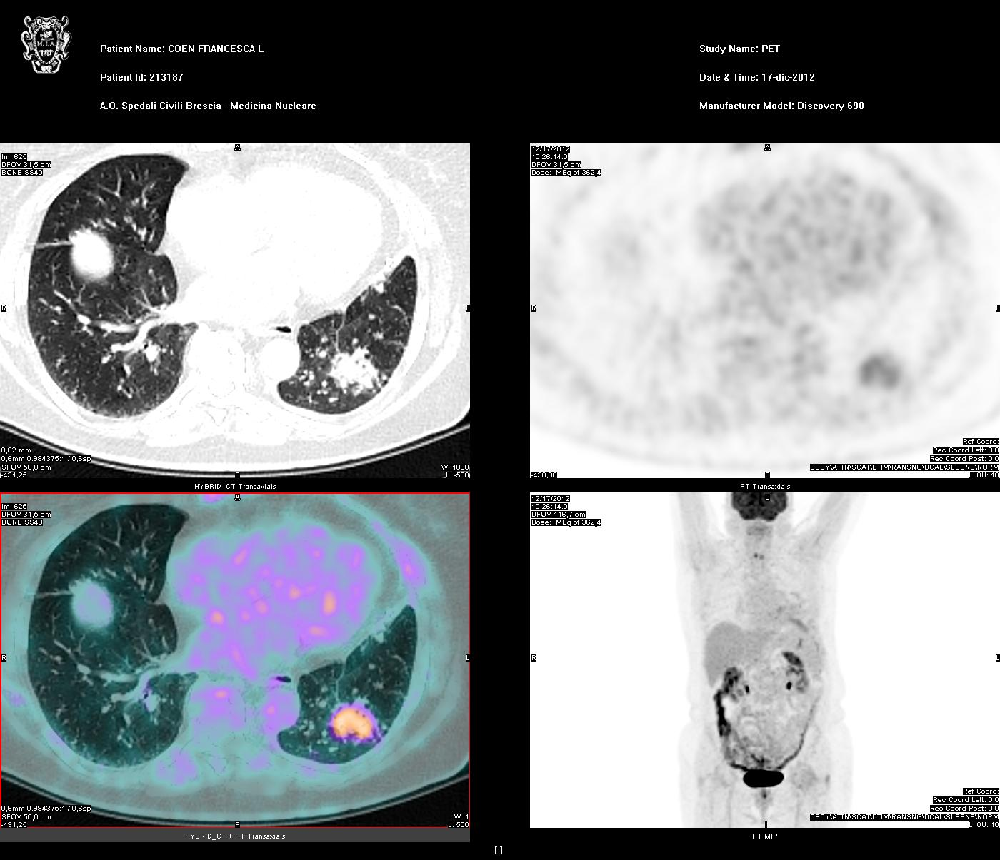 M.I.A.
Patient Name: COEN FRANCESCA L
Patient Id: 213187
A.O. Spedali Civili Brescia - Medicina Nucleare
Study Name: PET
Date & Time: 17-dic-2012
Manufacturer Model: Discovery 690
A
Im: 625
DFOV 31,5 cm
BONE SS40
R
L
0,62 mm
0,6mm 0.984375:1 / 0,6sp
SFOV 50,0 cm
-431,25
P
W: 1000
L: -508
HYBRID_CT Transaxials
A
12/17/2012
10:26:14.0
DFOV 31,5 cm
Dose: MBq of 362,4
R
L
Ref Coord:
Rec Coord Left: 0.0
Rec Coord Post: 0.0
DECY\ATTN\SCAT\DTIM\RANSNG\DCAL\SLSENS\NORM
-430,38
P
L: 0U: 10
PT Transaxials
A
Im: 625
DFOV 31,5 cm
BONE SS40
R
L
0,6mm 0.984375:1 / 0,6sp
SFOV 50,0 cm
-431,25
P
W: 1
L: 500
HYBRID_CT + PT Transaxials
S
12/17/2012
10:26:14.0
DFOV 116,7 cm
Dose: MBq of 362,4
R
L
Ref Coord:
Rec Coord Left: 0.0
Rec Coord Post: 0.0
DECY\ATTN\SCAT\DTIM\RANSNG\DCAL\SLSENS\NORM
I
L: 0U: 10
PT MIP
[ ]